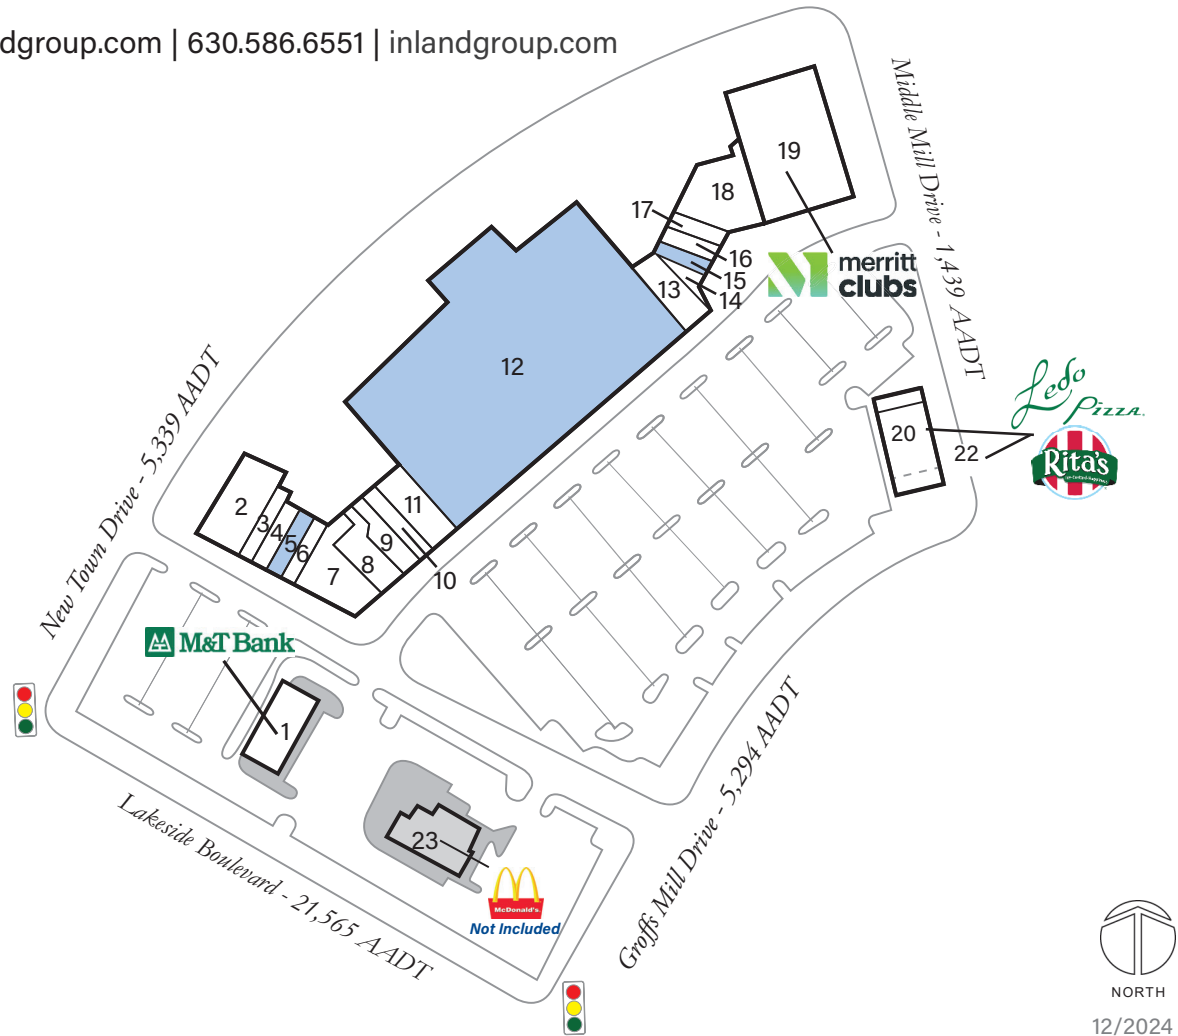 dgroup.com | 630.586.6551 | inlandgroup.com
Middle Mill Drive - 1,439 AADT
19
18
17
16
15
14
13
merritt
clubs
12
New Town Drive - 5,339 AADT
Ledo
Pizza
20
22
Rita's
2
3
4
5
6
7
8
9
10
11
M&T Bank
1
Groffs Mill Drive - 5,294 AADT
Lakeside Boulevard - 21,565 AADT
23
McDonald's
Not Included
NORTH
12/2024